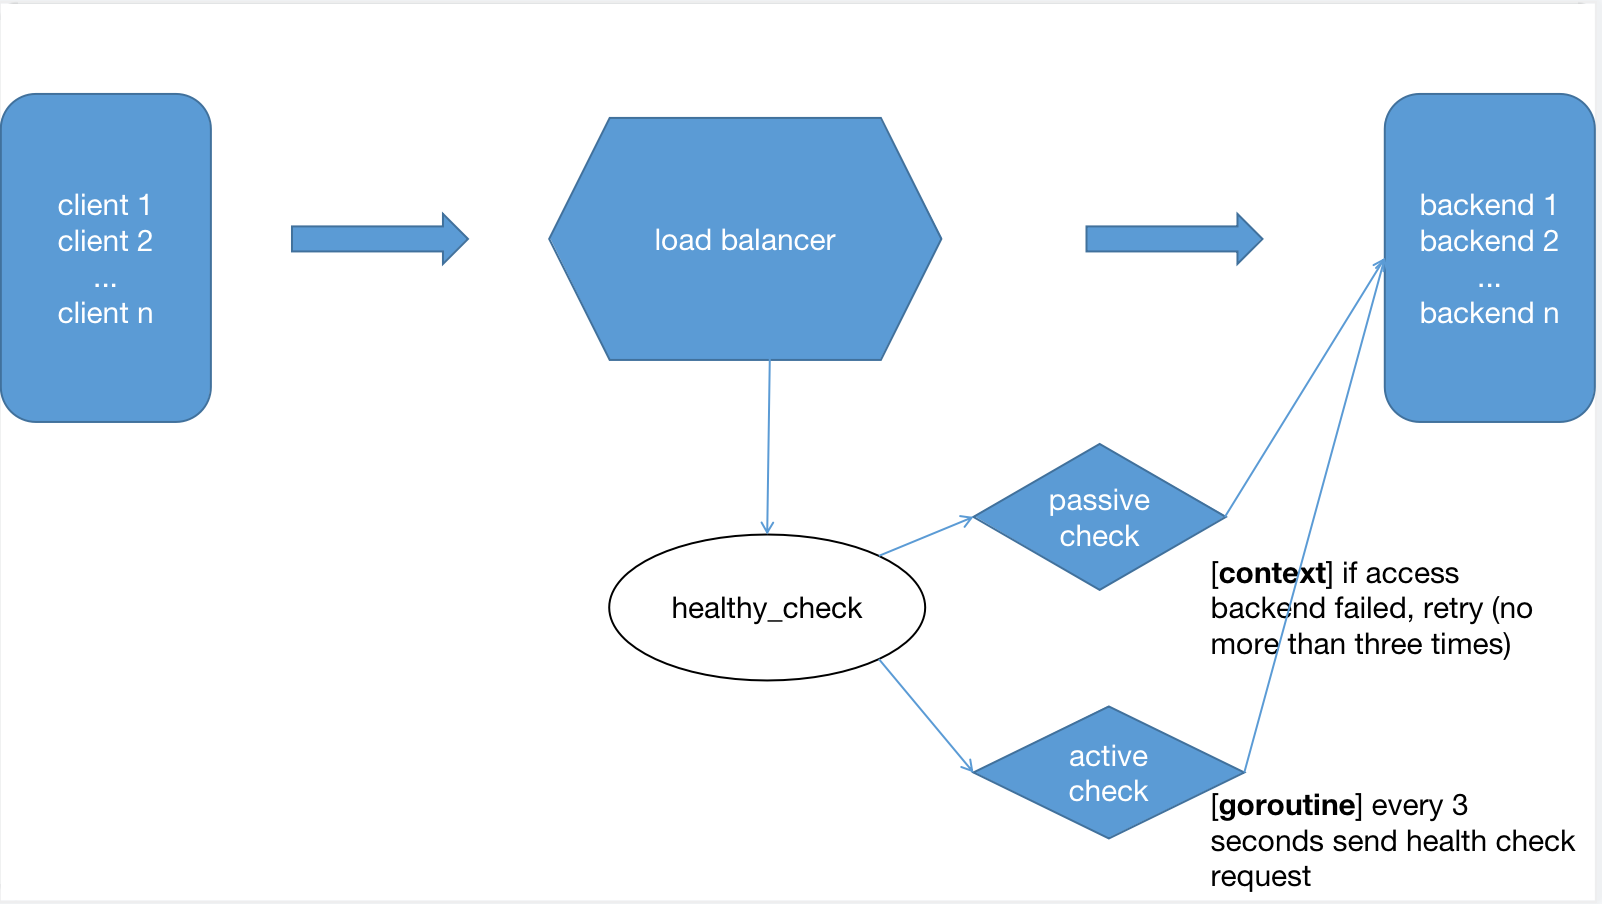 client 1
client 2
...
client n
load balancer
backend 1
backend 2
...
backend n
passive
check
[context] if access
backend failed, retry (no
more than three times)
healthy_check
active
check
[goroutine] every 3
seconds send health check
request